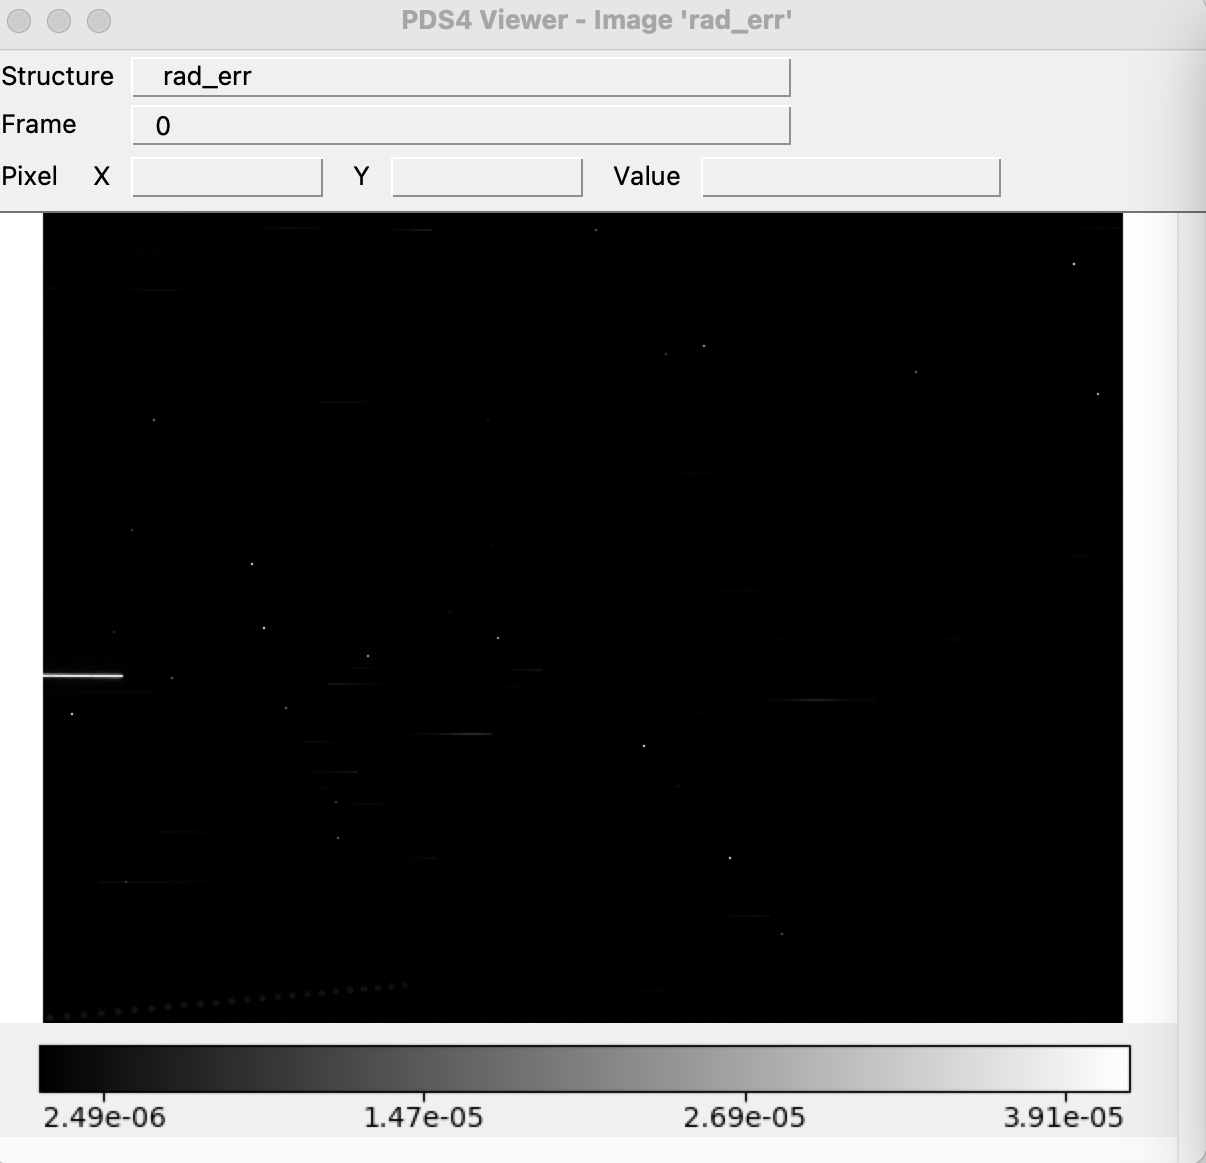 PDS4 Viewer - Image 'rad_err'
Structure rad_err
Frame 0
Pixel X Y Value
2.49e-06 1.47e-05 2.69e-05 3.91e-05